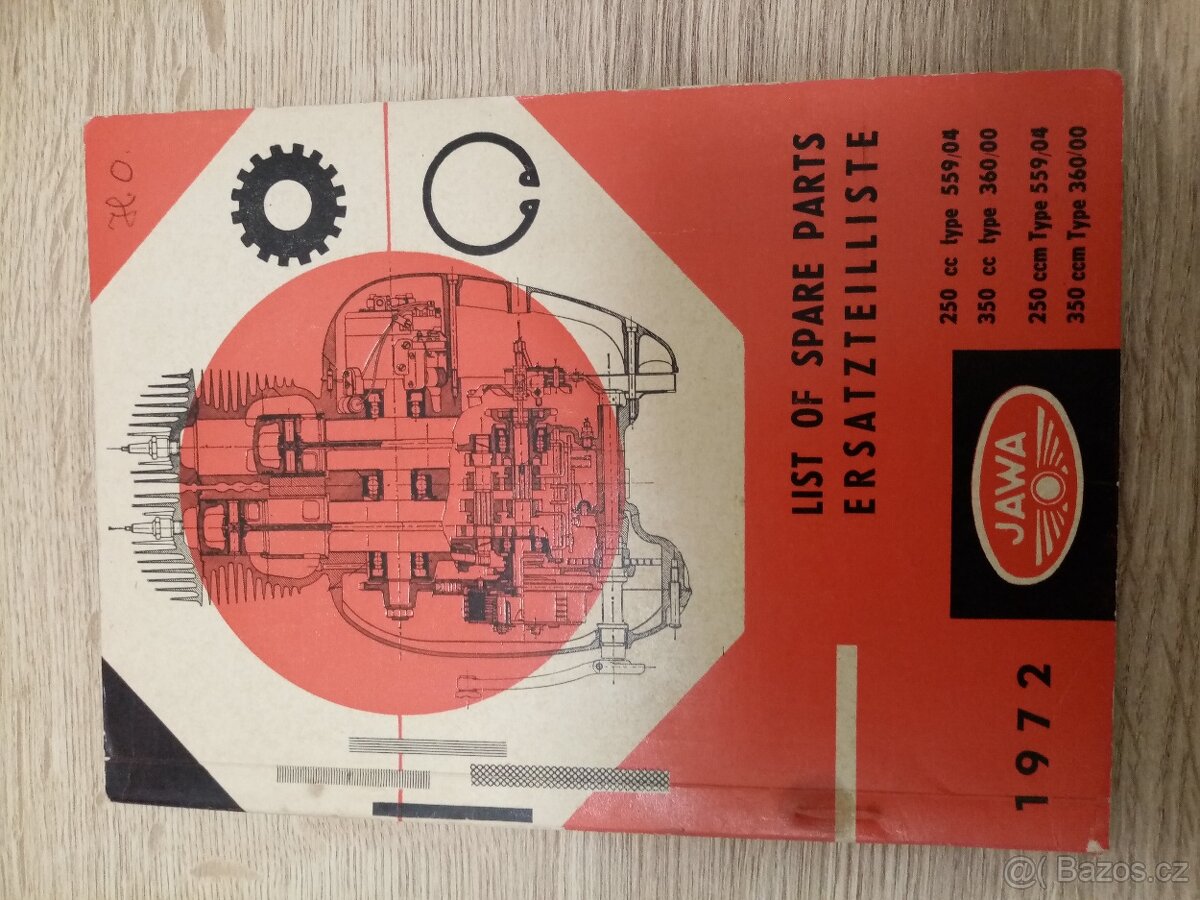 H O.
LIST OF SPARE PARTS
ERSATZTEILLISTE
250 cc type 559/04
350 cc type 360/00
250 ccm Type 559/04
350 ccm Type 360/00
JAWA
1972
@( Bazos.cz